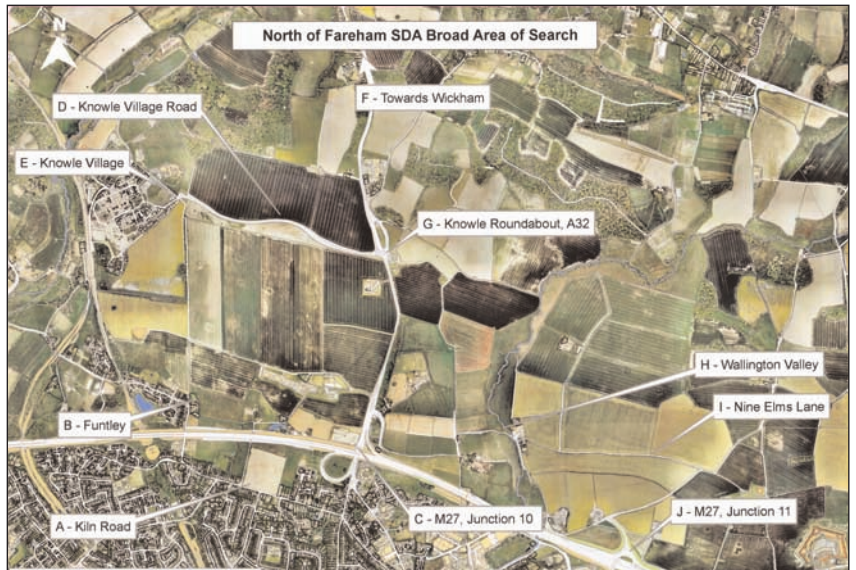 North of Fareham SDA Broad Area of Search
N
D - Knowle Village Road
F - Towards Wickham
E - Knowle Village
G - Knowle Roundabout, A32
H - Wallington Valley
I - Nine Elms Lane
B - Funtley
A - Kiln Road
C - M27, Junction 10
J - M27, Junction 11